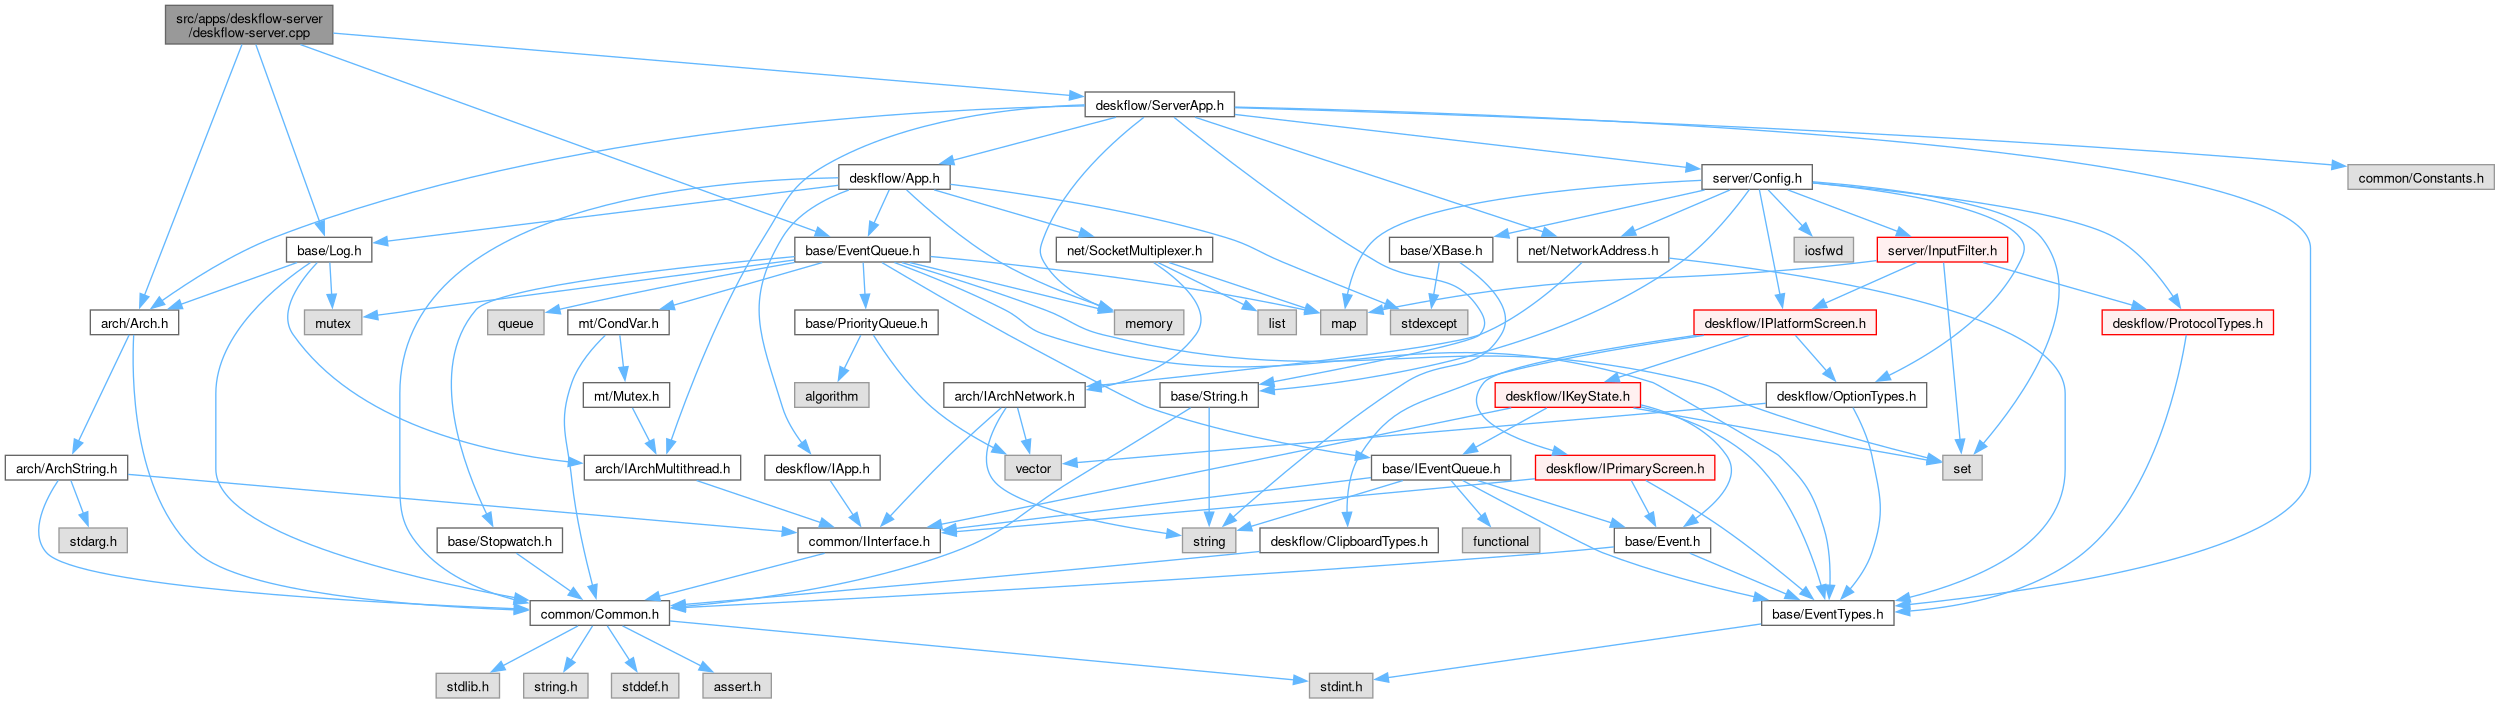 src/apps/deskflow-server
/deskflow-server.cpp
deskflow/ServerApp.h
deskflow/App.h
server/Config.h
common/Constants.h
base/Log.h
base/EventQueue.h
net/SocketMultiplexer.h
base/XBase.h
net/NetworkAddress.h
iosfwd
server/InputFilter.h
arch/Arch.h
mutex
queue
mt/CondVar.h
base/PriorityQueue.h
memory
list
map
stdexcept
deskflow/IPlatformScreen.h
deskflow/ProtocolTypes.h
mt/Mutex.h
algorithm
arch/IArchNetwork.h
base/String.h
deskflow/IKeyState.h
deskflow/OptionTypes.h
arch/ArchString.h
arch/IArchMultithread.h
deskflow/IApp.h
vector
base/IEventQueue.h
deskflow/IPrimaryScreen.h
set
stdarg.h
base/Stopwatch.h
common/IInterface.h
string
deskflow/ClipboardTypes.h
functional
base/Event.h
common/Common.h
base/EventTypes.h
stdlib.h
string.h
stddef.h
assert.h
stdint.h